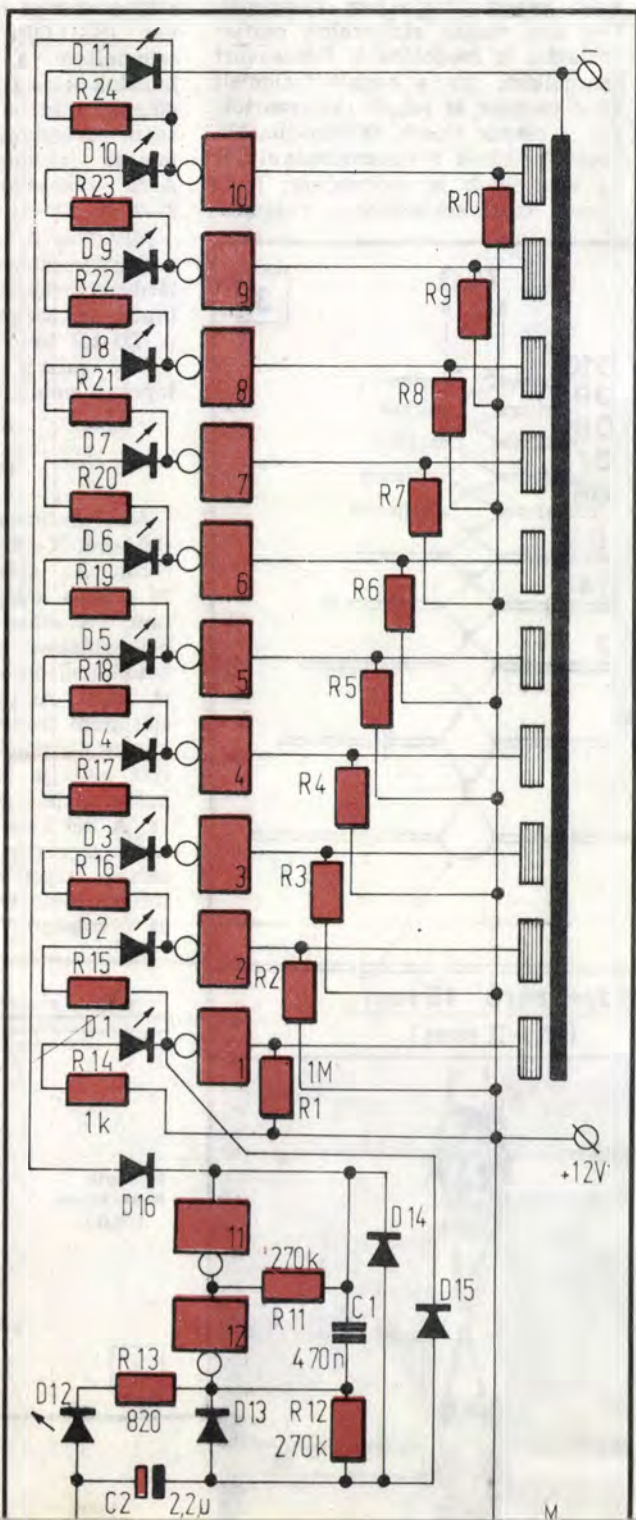 D11
R24
D10
R23
10
R10
D9
R22
9
R9
D8
R21
8
R8
D7
R20
7
R7
D6
R19
6
R6
D5
R18
5
R5
D4
R17
4
R4
D3
R16
3
R3
D2
R15
2
R2
D1
R14
1
1M
R1
1k
+12V
D16
11
D14
270k
R11
C1
D15
12
470n
R13
D12
820
D13
R12
270k
C2 2,2μ
M